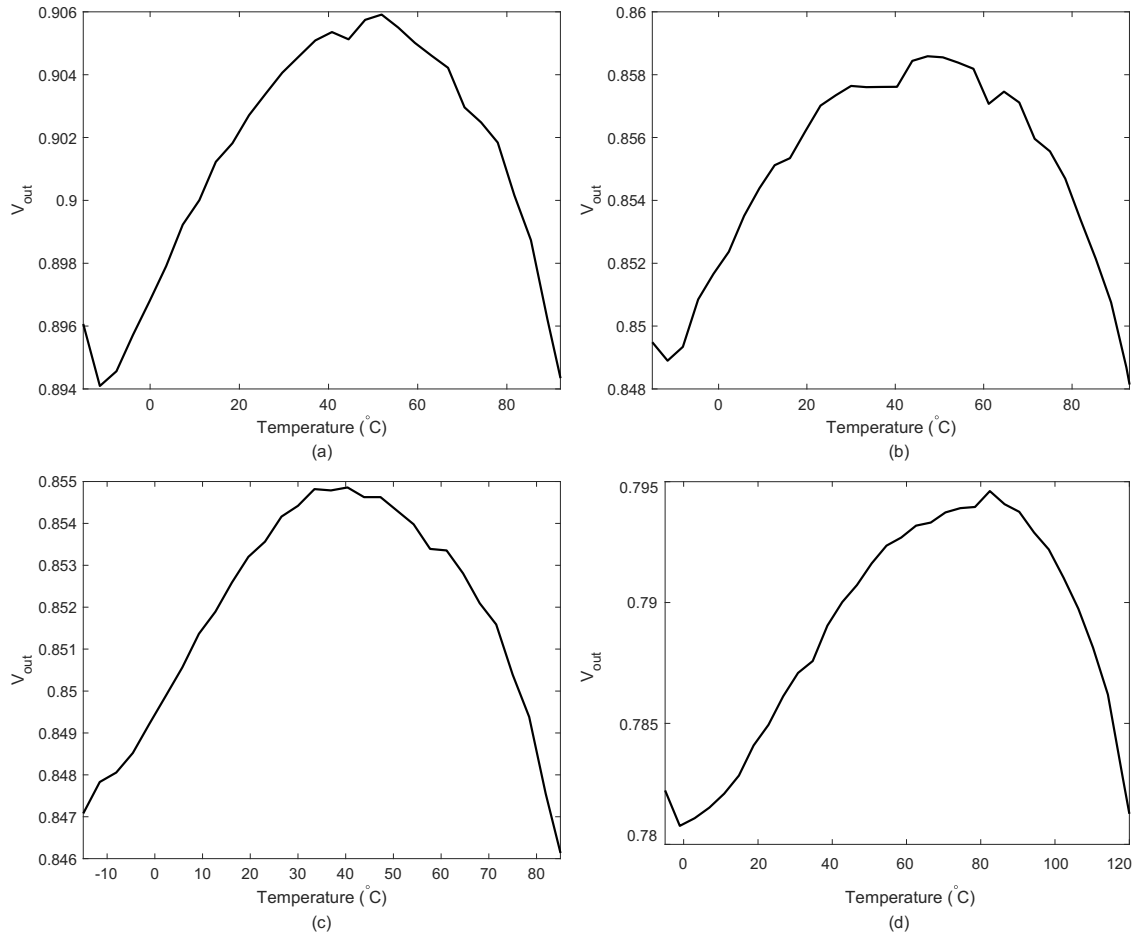 0.906
0.904
0.902
0.9
0.898
0.896
0.894
V_out
0 20 40 60 80
Temperature (°C)
(a)
0.86
0.858
0.856
0.854
0.852
0.85
0.848
V_out
0 20 40 60 80
Temperature (°C)
(b)
0.855
0.854
0.853
0.852
0.851
0.85
0.849
0.848
0.847
0.846
V_out
-10 0 10 20 30 40 50 60 70 80
Temperature (°C)
(c)
0.795
0.79
0.785
0.78
V_out
0 20 40 60 80 100 120
Temperature (°C)
(d)